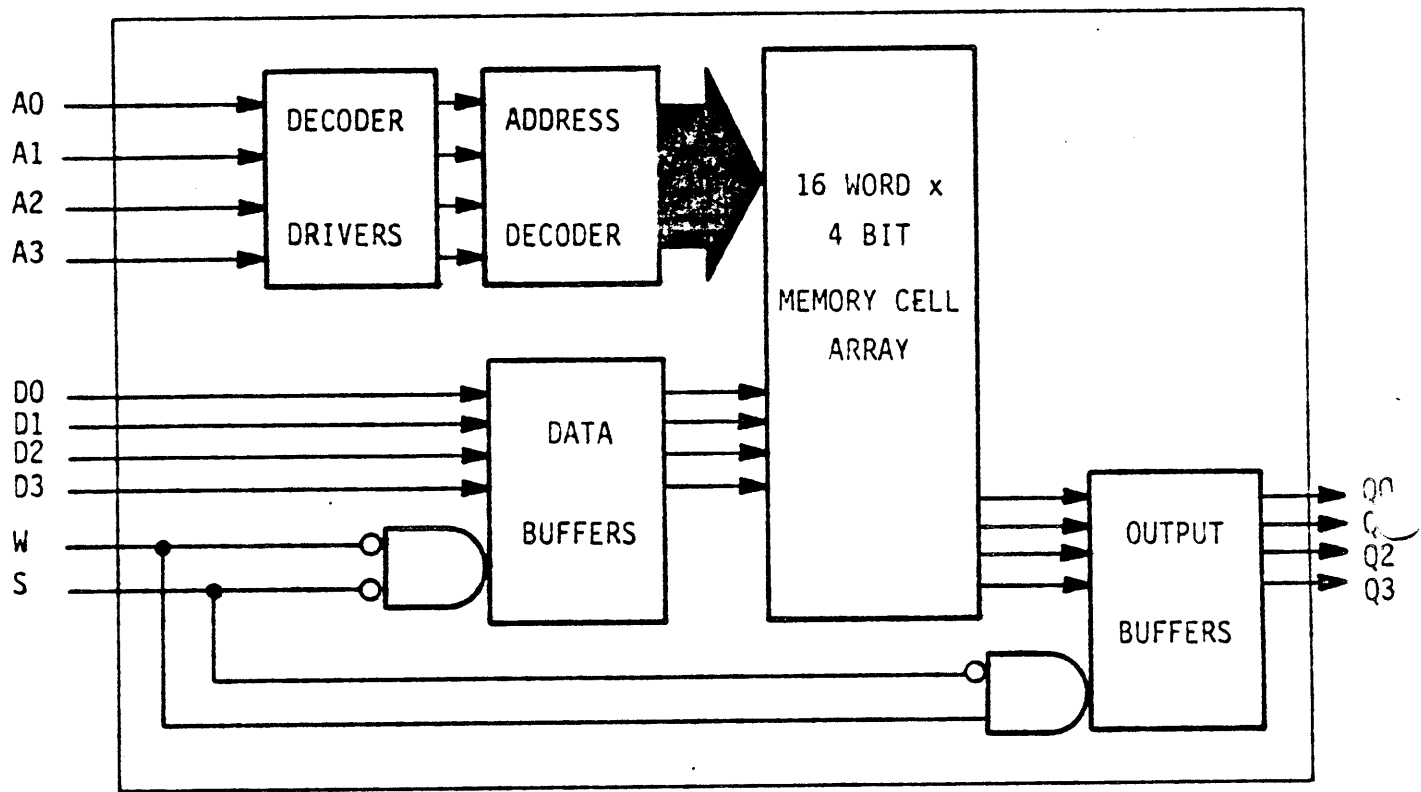 A0
A1
A2
A3
DECODER
DRIVERS
ADDRESS
DECODER
16 WORD x
4 BIT
MEMORY CELL
ARRAY
D0
D1
D2
D3
DATA
BUFFERS
W
S
OUTPUT
BUFFERS
Q0
Q2
Q3